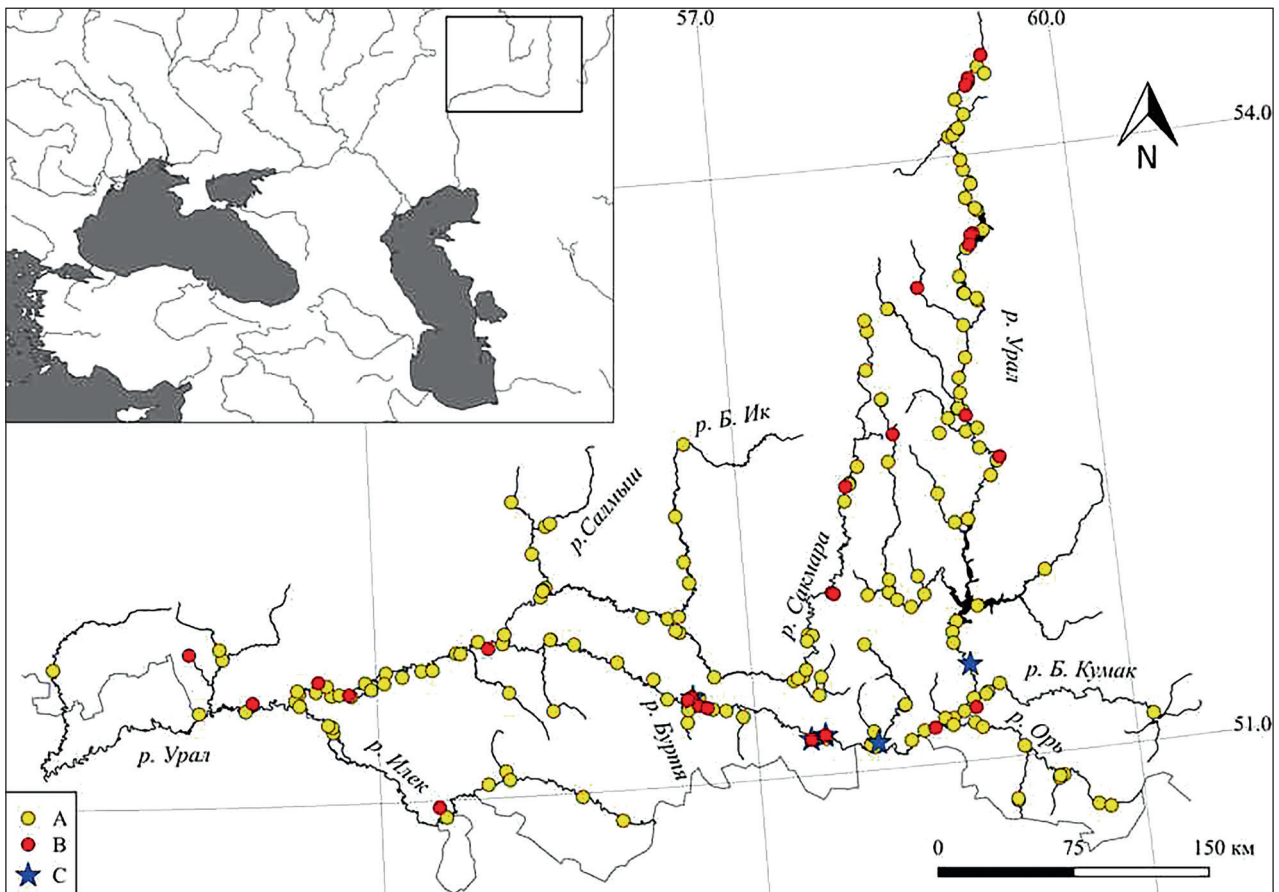 57.0
60.0
54.0
N
р. Урал
р. Б. Ик
р.Салмыш
р. Сакмара
р. Б. Кумак
р. Орь
51.0
р. Буртя
р. Урал
р. Илек
A
B
C
0 75 150 км